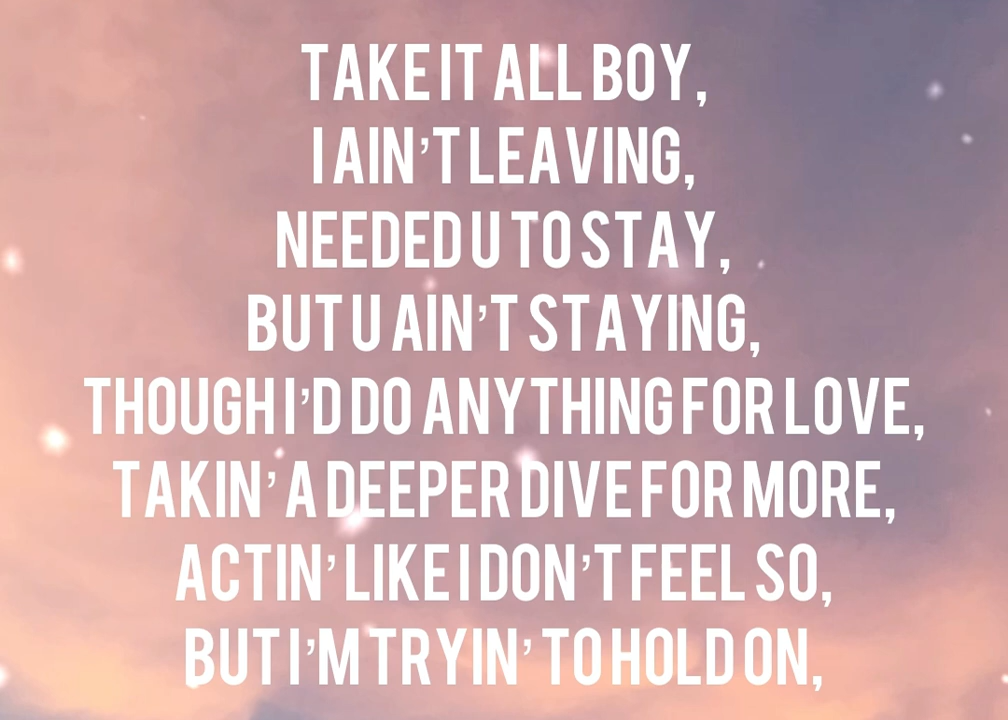 TAKE IT ALL BOY,
I AIN'T LEAVING,
NEEDED U TO STAY,
BUT U AIN'T STAYING,
THOUGH I'D DO ANYTHING FOR LOVE,
TAKIN' A DEEPER DIVE FOR MORE,
ACTIN' LIKE I DON'T FEEL SO,
BUT I'M TRYIN' TO HOLD ON,